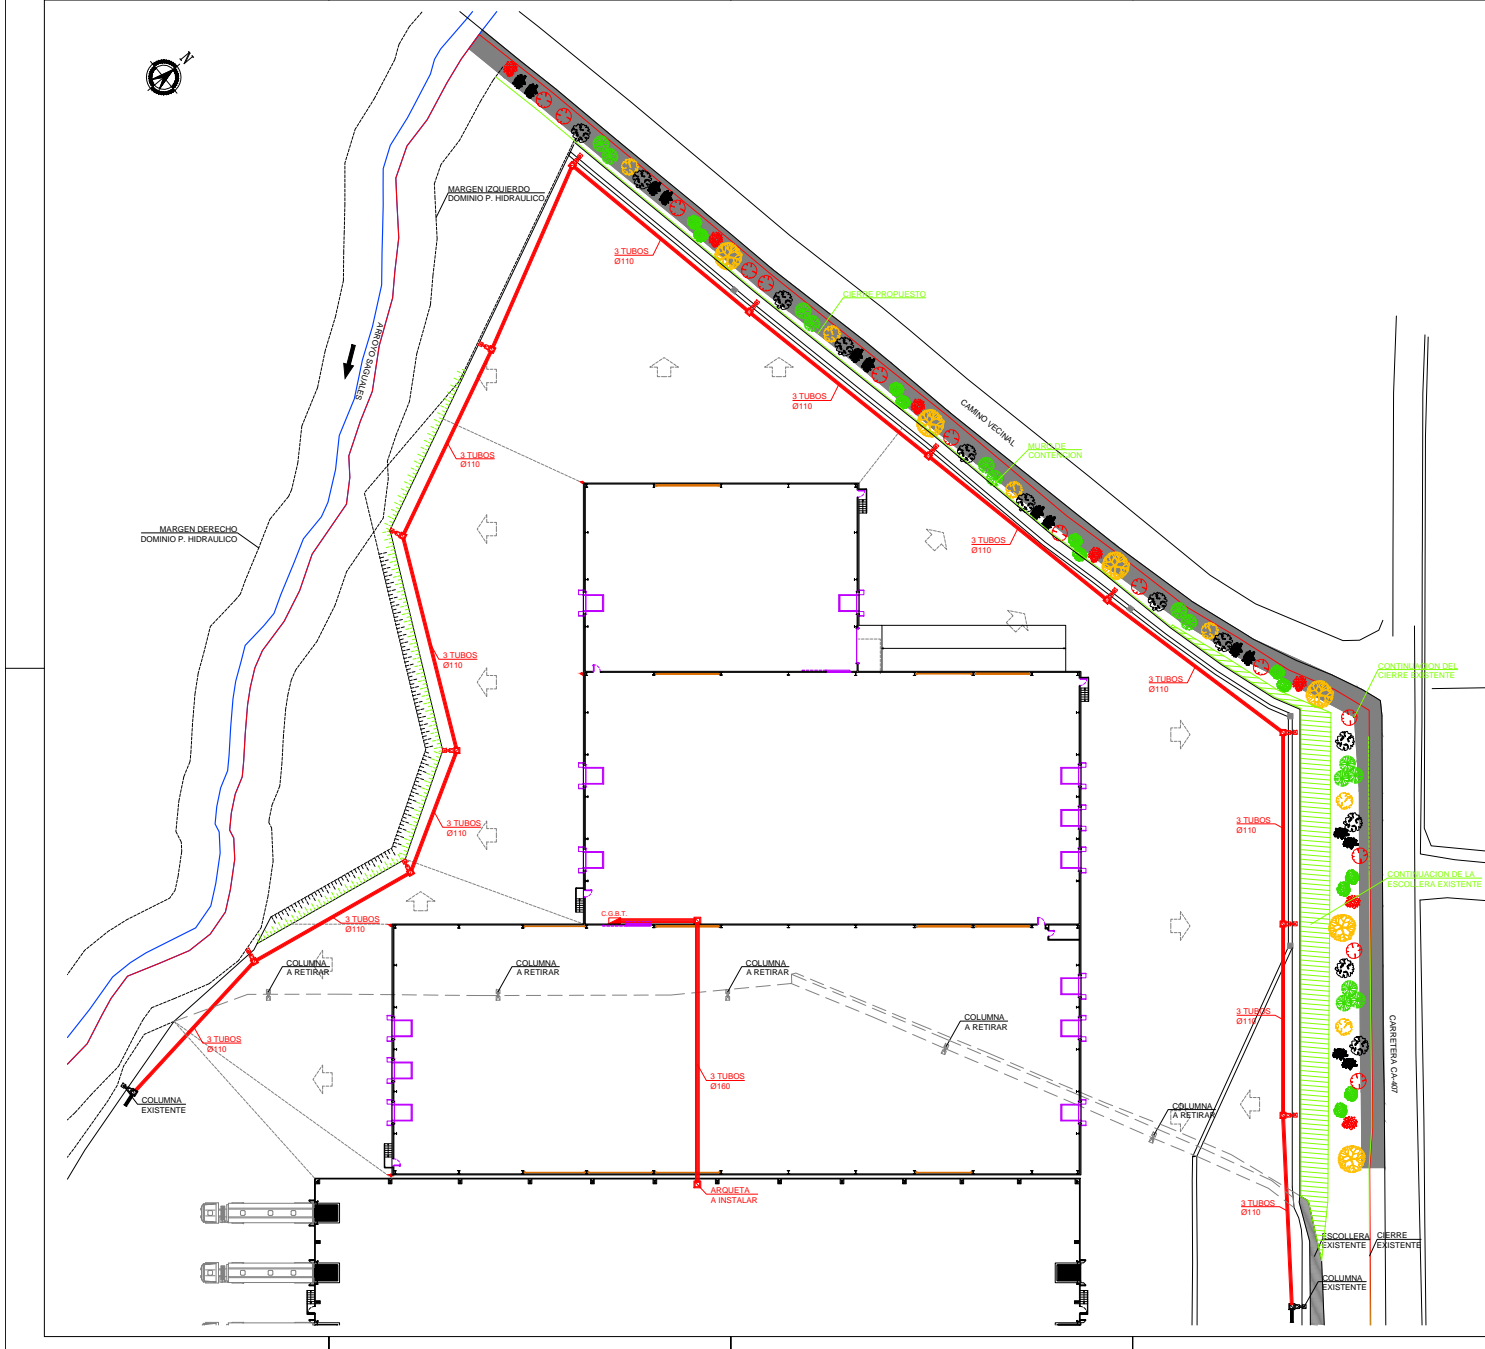 N
MARGEN IZQUIERDO
DOMINIO P. HIDRAULICO
3 TUBOS
Ø110
CIERRE PROPUESTO
ARROYO SAGUALES
3 TUBOS
Ø110
CAMINO VECINAL
MURO DE
CONTENCION
3 TUBOS
Ø110
MARGEN DERECHO
DOMINIO P. HIDRAULICO
3 TUBOS
Ø110
3 TUBOS
Ø110
3 TUBOS
Ø110
CONTINUACION DEL
CIERRE EXISTENTE
3 TUBOS
Ø110
3 TUBOS
Ø110
CONTIGUACION DE LA
ESCOLLERA EXISTENTE
3 TUBOS
Ø110
C.G.B.T.
COLUMNA
A RETIRAR
COLUMNA
A RETIRAR
COLUMNA
A RETIRAR
COLUMNA
A RETIRAR
3 TUBOS
Ø110
3 TUBOS
Ø110
CARRETERA CA-407
3 TUBOS
Ø160
COLUMNA
EXISTENTE
COLUMNA
A RETIRAR
ARQUETA
A INSTALAR
3 TUBOS
Ø110
ESCOLLERA
EXISTENTE
CIERRE
EXISTENTE
COLUMNA
EXISTENTE